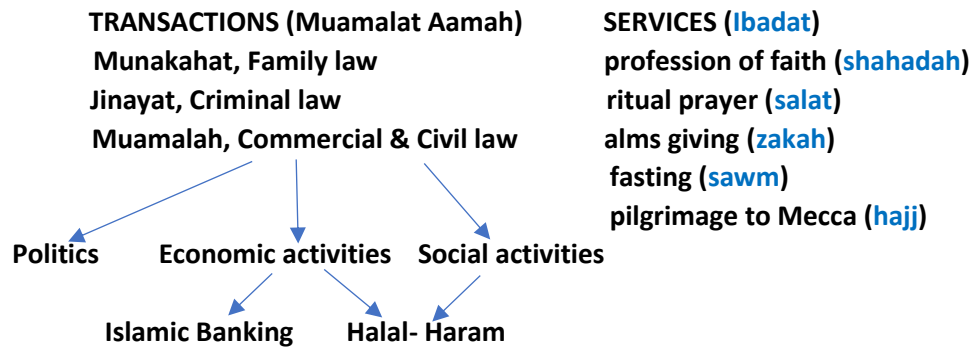 TRANSACTIONS (Muamalat Aamah)
Munakahat, Family law
Jinayat, Criminal law
Muamalah, Commercial & Civil law
SERVICES (Ibadat)
profession of faith (shahadah)
ritual prayer (salat)
alms giving (zakah)
fasting (sawm)
pilgrimage to Mecca (hajj)
Politics
Economic activities
Social activities
Islamic Banking
Halal- Haram